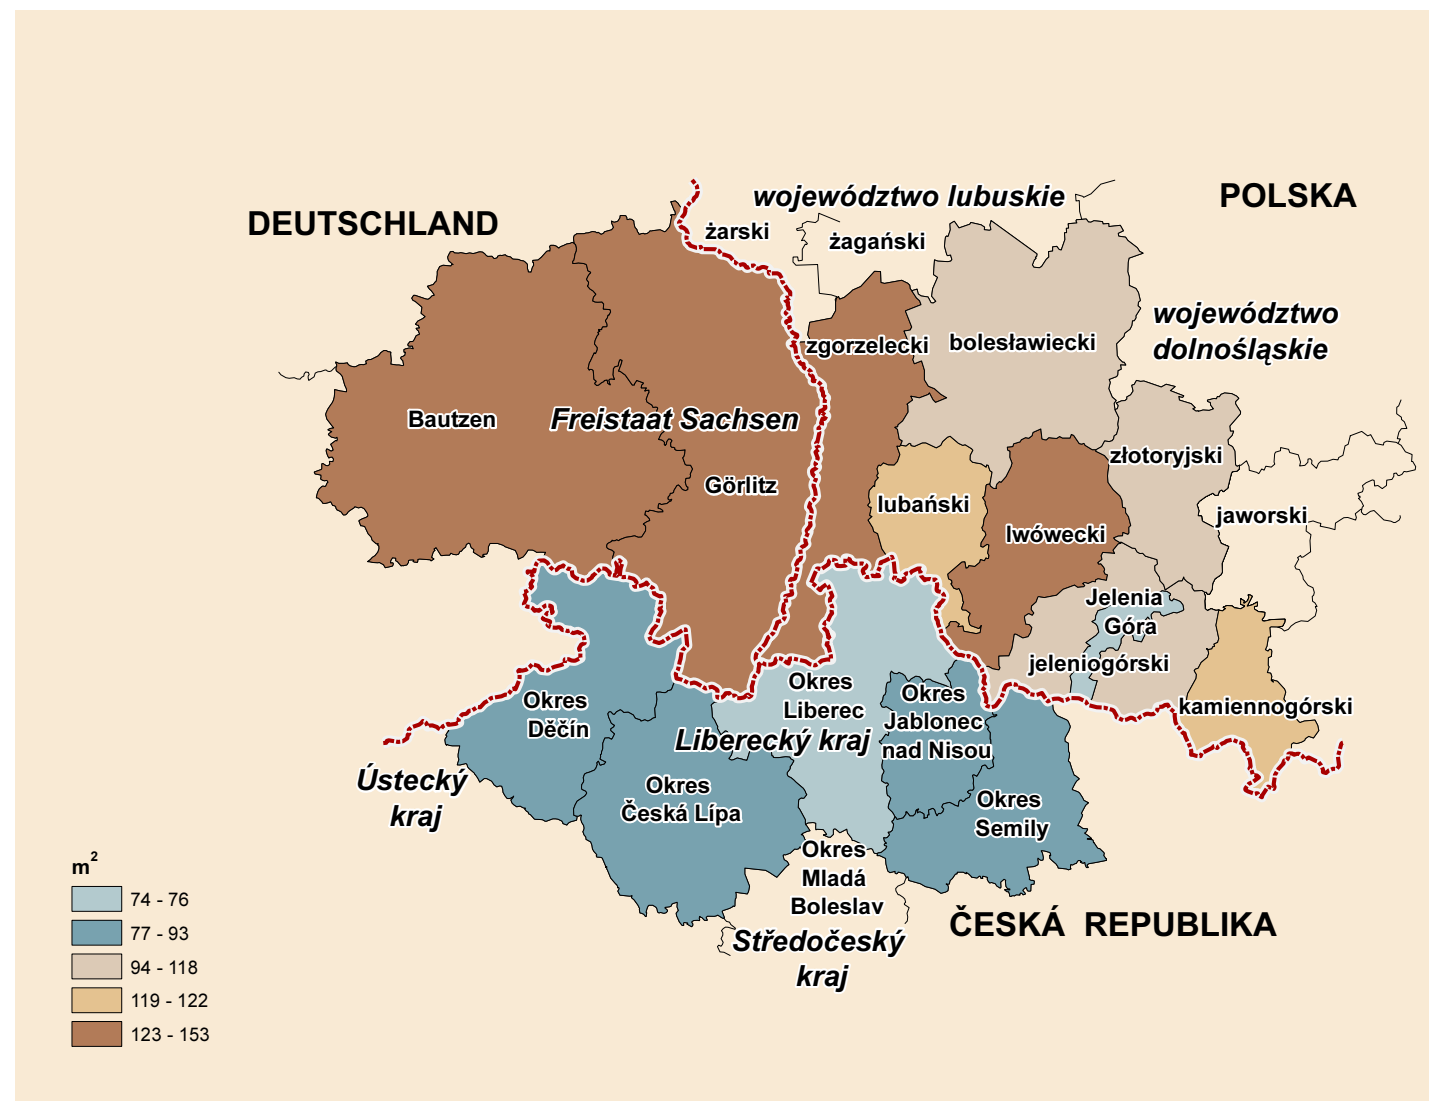 województwo lubuskie
POLSKA
DEUTSCHLAND
żarski
żagański
województwo
dolnośląskie
zgorzelecki
bolesławiecki
Bautzen
Freistaat Sachsen
złotoryjski
Görlitz
lubański
jaworski
lwówecki
Jelenia
Góra
jeleniogórski
Okres
Liberec
Okres
Jablonec
nad Nisou
Okres
Děčín
kamiennogórski
Liberecký kraj
Ústecký
kraj
Okres
Česká Lípa
Okres
Semily
Okres
Mladá
Boleslav
ČESKÁ REPUBLIKA
Středočeský
kraj
m²
74 - 76
77 - 93
94 - 118
119 - 122
123 - 153